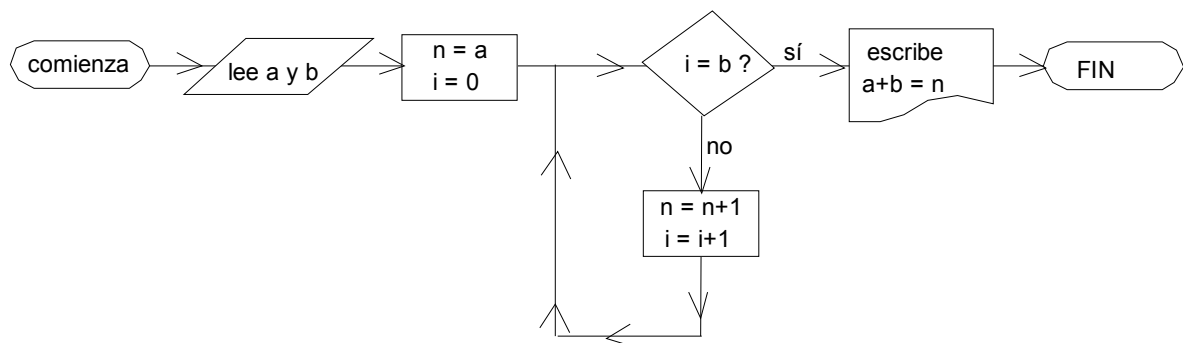 comienza
lee a y b
n = a
i = 0
i = b ?
sí
escribe
a+b = n
FIN
no
n = n+1
i = i+1